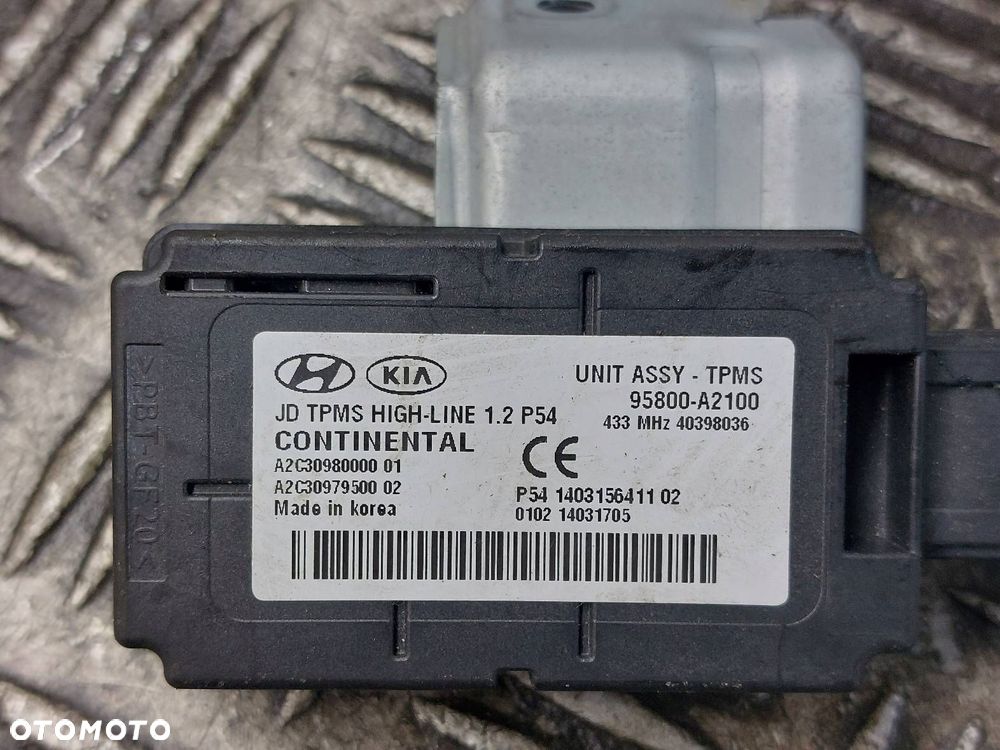 KIA
UNIT ASSY - TPMS
JD TPMS HIGH-LINE 1.2 P54
95800-A2100
CONTINENTAL
433 MHz 40398036
A2C30980000 01
CE
A2C30979500 02
P54 1403156411 02
Made in korea
0102 14031705
>PBT-GF20<
OTOMOTO